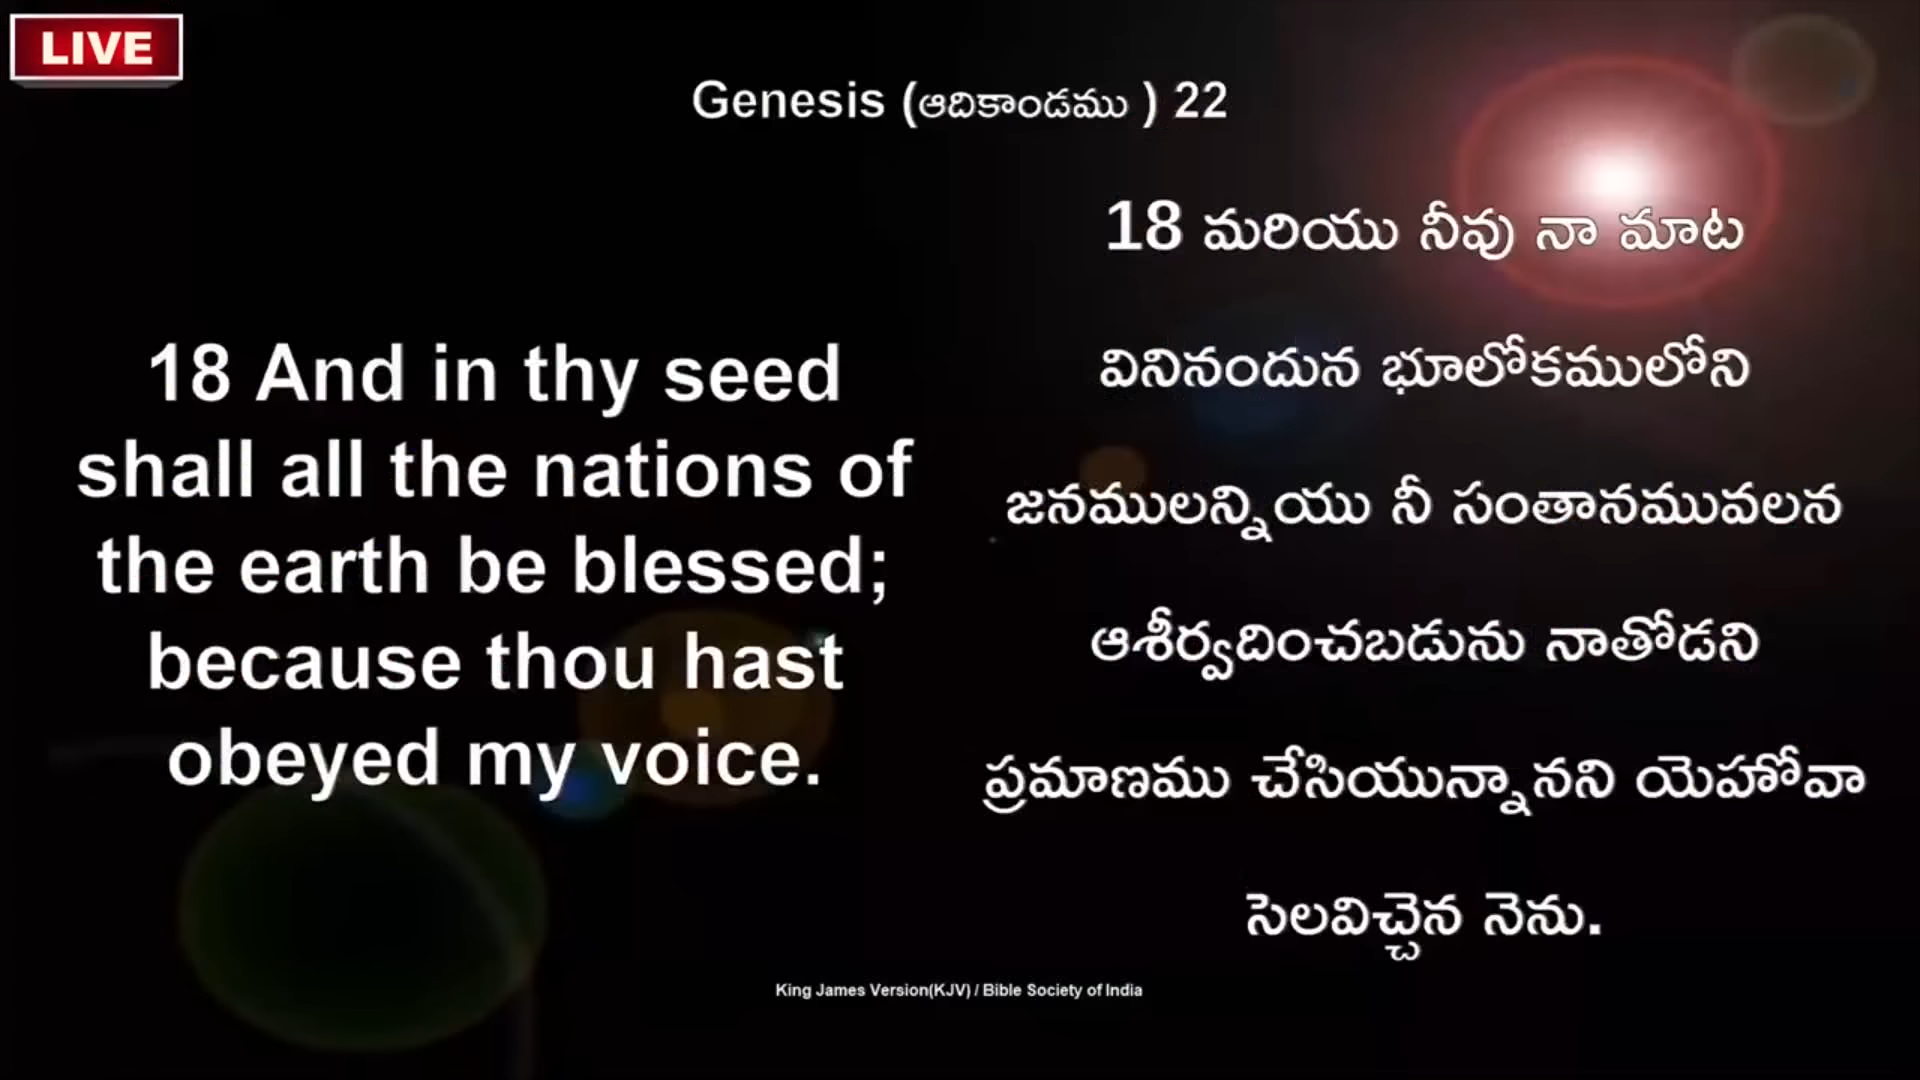 LIVE
Genesis (ఆదికాండము ) 22
18 And in thy seed
shall all the nations of
the earth be blessed;
because thou hast
obeyed my voice.
18 మరియు నీవు నా మాట
వినినందున భూలోకములోని
జనములన్నియు నీ సంతానమువలన
ఆశీర్వదించబడును నాతోడని
ప్రమాణము చేసియున్నానని యెహోవా
సెలవిచ్చెన నెను.
King James Version(KJV) / Bible Society of India